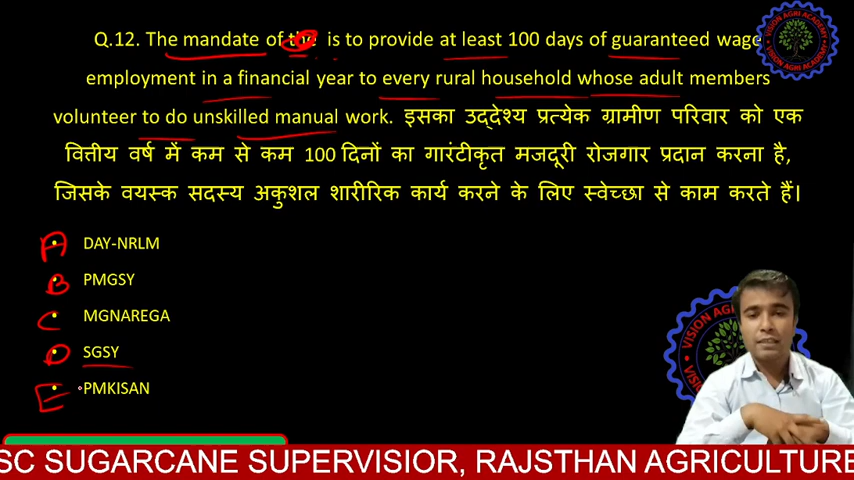 Q.12. The mandate of the is to provide at least 100 days of guaranteed wage
employment in a financial year to every rural household whose adult members
volunteer to do unskilled manual work. इसका उद्देश्य प्रत्येक ग्रामीण परिवार को एक
वित्तीय वर्ष में कम से कम 100 दिनों का गारंटीकृत मजदूरी रोजगार प्रदान करना है,
जिसके वयस्क सदस्य अकुशल शारीरिक कार्य करने के लिए स्वेच्छा से काम करते हैं।
A DAY-NRLM
B PMGSY
C MGNAREGA
D SGSY
E PMKISAN
VISION AGRI ACADEMY
SC SUGARCANE SUPERVISIOR, RAJSTHAN AGRICULTURE